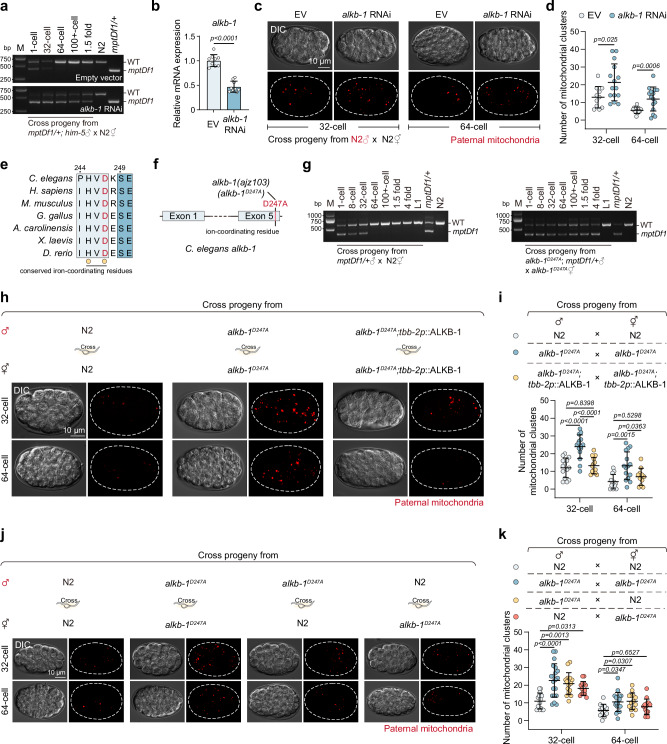 a
M
1-cell
32-cell
64-cell
100+-cell
1.5 fold
N2
mptDf1/+
bp
750
500
WT
mptDf1
Empty vector
750
500
WT
mptDf1
alkb-1 RNAi
Cross progeny from
mptDf1/+; him-5♂ x N2⚥
b
alkb-1
p<0.0001
Relative mRNA expression
1.5
1.0
0.5
0.0
EV
alkb-1
RNAi
c
EV
alkb-1 RNAi
EV
alkb-1 RNAi
DIC
10 μm
10 μm
32-cell
64-cell
Cross progeny from N2♂ x N2⚥
Paternal mitochondria
d
EV
alkb-1 RNAi
Number of mitochondrial clusters
50
40
30
20
10
0
p=0.025
p=0.0006
32-cell
64-cell
e
244
249
C. elegans
P H V D K S E
H. sapiens
I H V D R S E
M. musculus
I H V D R S E
G. gallus
I H V D E S E
A. carolinensis
I H V D E S E
X. laevis
I H V D E S E
D. rerio
I H V D E S E
conserved iron-coordinating residues
f
alkb-1(ajz103)
(alkb-1D247A)
D247A
Exon 1
Exon 5
iron-coordinating residue
C. elegans alkb-1
g
M
1-cell
8-cell
32-cell
64-cell
100+-cell
1.5 fold
4 fold
L1
mptDf1/+
N2
bp
1000
750
500
WT
mptDf1
Cross progeny from
mptDf1/+♂ x N2⚥
M
1-cell
8-cell
32-cell
64-cell
100+-cell
1.5 fold
4 fold
L1
mptDf1/+
N2
bp
1000
750
500
WT
mptDf1
Cross progeny from
alkb-1D247A; mptDf1/+♂
x alkb-1D247A⚥
h
Cross progeny from
♂
N2
alkb-1D247A
alkb-1D247A;tbb-2p::ALKB-1
Cross
Cross
Cross
⚥
N2
alkb-1D247A
alkb-1D247A;tbb-2p::ALKB-1
32-cell
DIC
10 μm
64-cell
Paternal mitochondria
i
Cross progeny from
♂
⚥
N2
×
N2
alkb-1D247A
×
alkb-1D247A
alkb-1D247A;
tbb-2p::ALKB-1
×
alkb-1D247A;
tbb-2p::ALKB-1
Number of
mitochondrial clusters
40
30
20
10
0
p=0.8398
p<0.0001
p<0.0001
p=0.5298
p=0.0363
p=0.0015
32-cell
64-cell
j
Cross progeny from
♂
N2
alkb-1D247A
alkb-1D247A
N2
Cross
Cross
Cross
Cross
⚥
N2
alkb-1D247A
N2
alkb-1D247A
32-cell
DIC
10 μm
64-cell
Paternal mitochondria
k
Cross progeny from
♂
⚥
N2
×
N2
alkb-1D247A
×
alkb-1D247A
alkb-1D247A
×
N2
N2
×
alkb-1D247A
Number of mitochondrial clusters
40
30
20
10
0
p=0.0313
p=0.0013
p<0.0001
p=0.6527
p=0.0307
p=0.0347
32-cell
64-cell